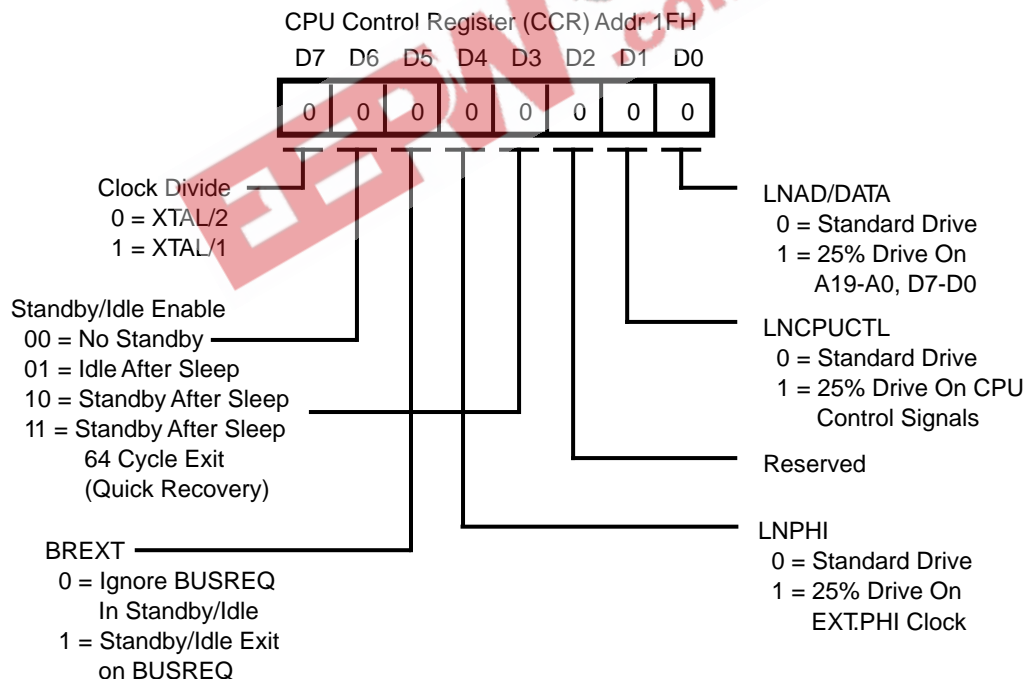 CPU Control Register (CCR) Addr 1FH
D7 D6 D5 D4 D3 D2 D1 D0
0 0 0 0 0 0 0 0
Clock Divide
0 = XTAL/2
1 = XTAL/1
Standby/Idle Enable
00 = No Standby
01 = Idle After Sleep
10 = Standby After Sleep
11 = Standby After Sleep
64 Cycle Exit
(Quick Recovery)
BREXT
0 = Ignore BUSREQ
In Standby/Idle
1 = Standby/Idle Exit
on BUSREQ
LNAD/DATA
0 = Standard Drive
1 = 25% Drive On
A19-A0, D7-D0
LNCPUCTL
0 = Standard Drive
1 = 25% Drive On CPU
Control Signals
Reserved
LNPHI
0 = Standard Drive
1 = 25% Drive On
EXT.PHI Clock
EEPW.com